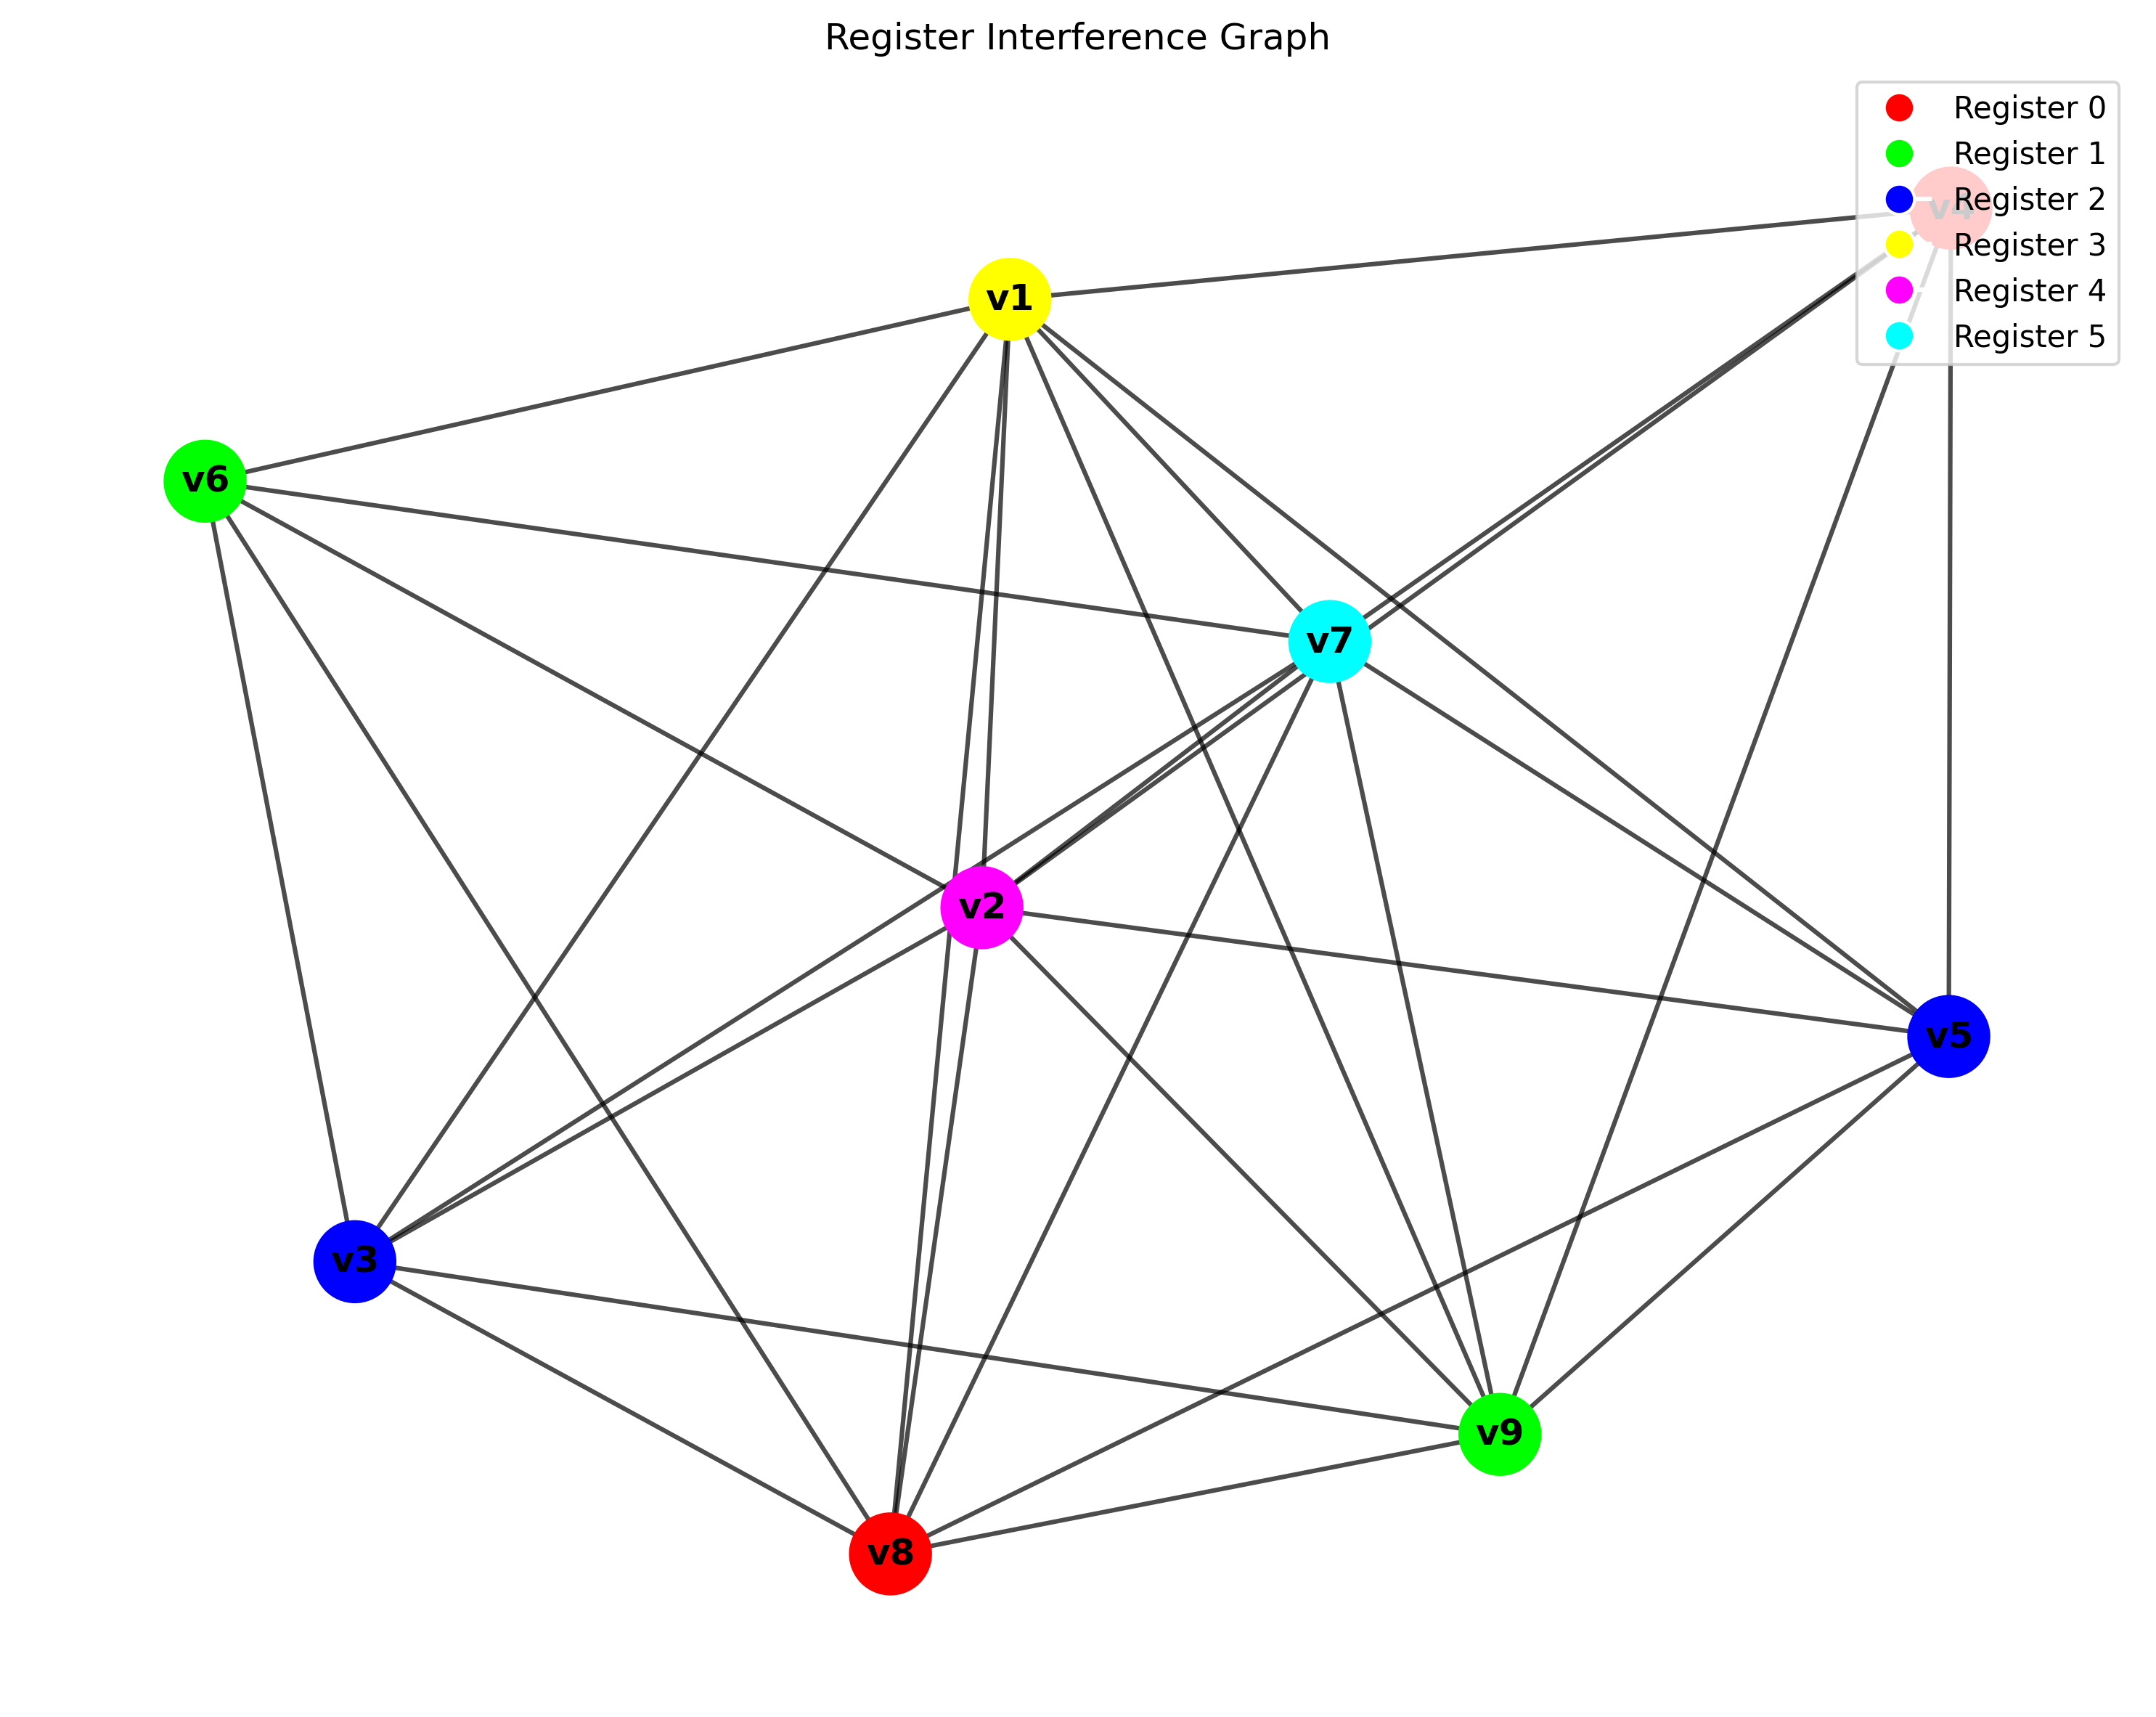 Register Interference Graph
Register 0
Register 1
Register 2
Register 3
Register 4
Register 5
v4
v1
v6
v7
v2
v5
v3
v9
v8